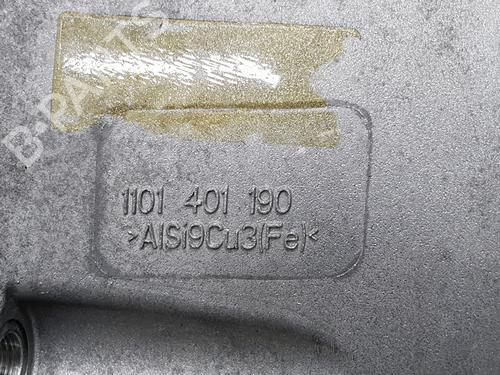 B-PARTS
1101 401 190
>AlSi9Cu3(Fe)<